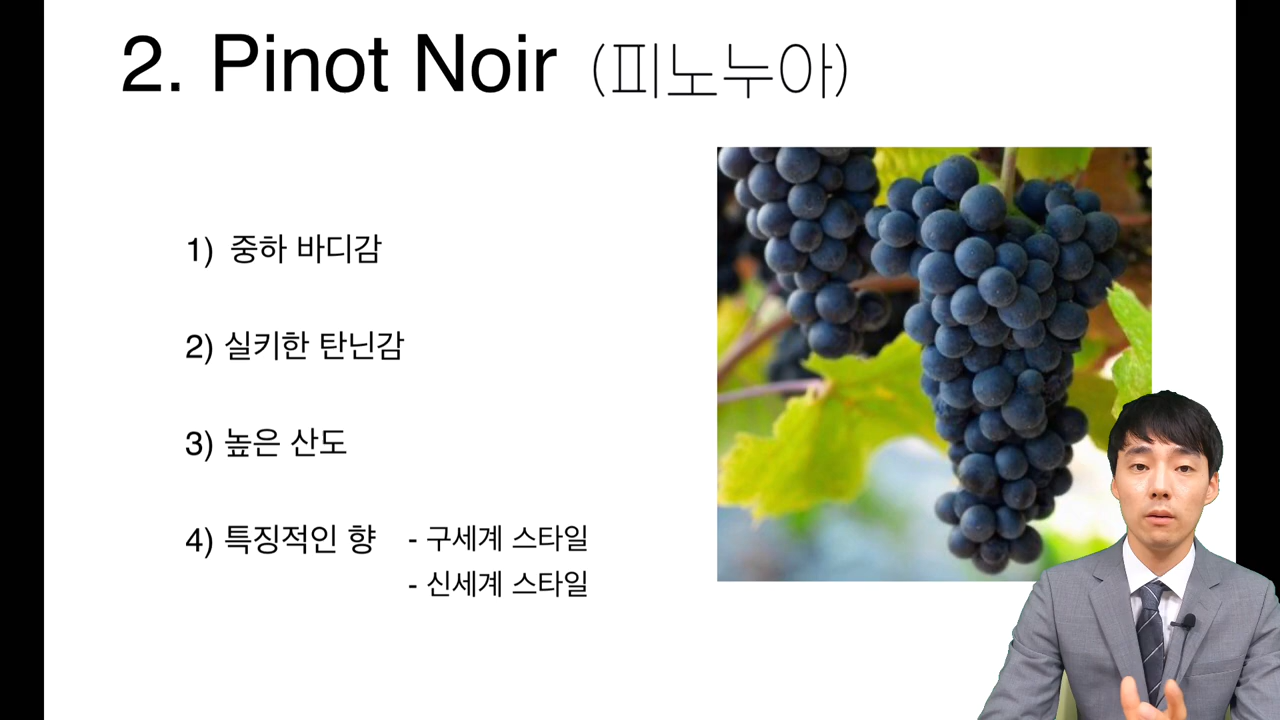 2. Pinot Noir (피노누아)
1) 중하 바디감
2) 실키한 탄닌감
3) 높은 산도
4) 특징적인 향 - 구세계 스타일
- 신세계 스타일